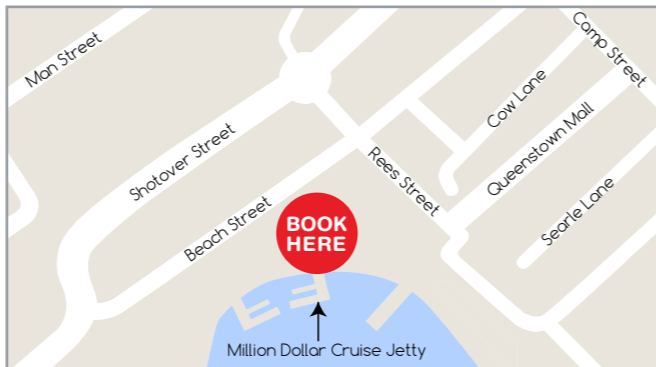 Man Street
Camp Street
Cow Lane
Shotover Street
Queenstown Mall
Rees Street
Beach Street
Searle Lane
BOOK
HERE
Million Dollar Cruise Jetty